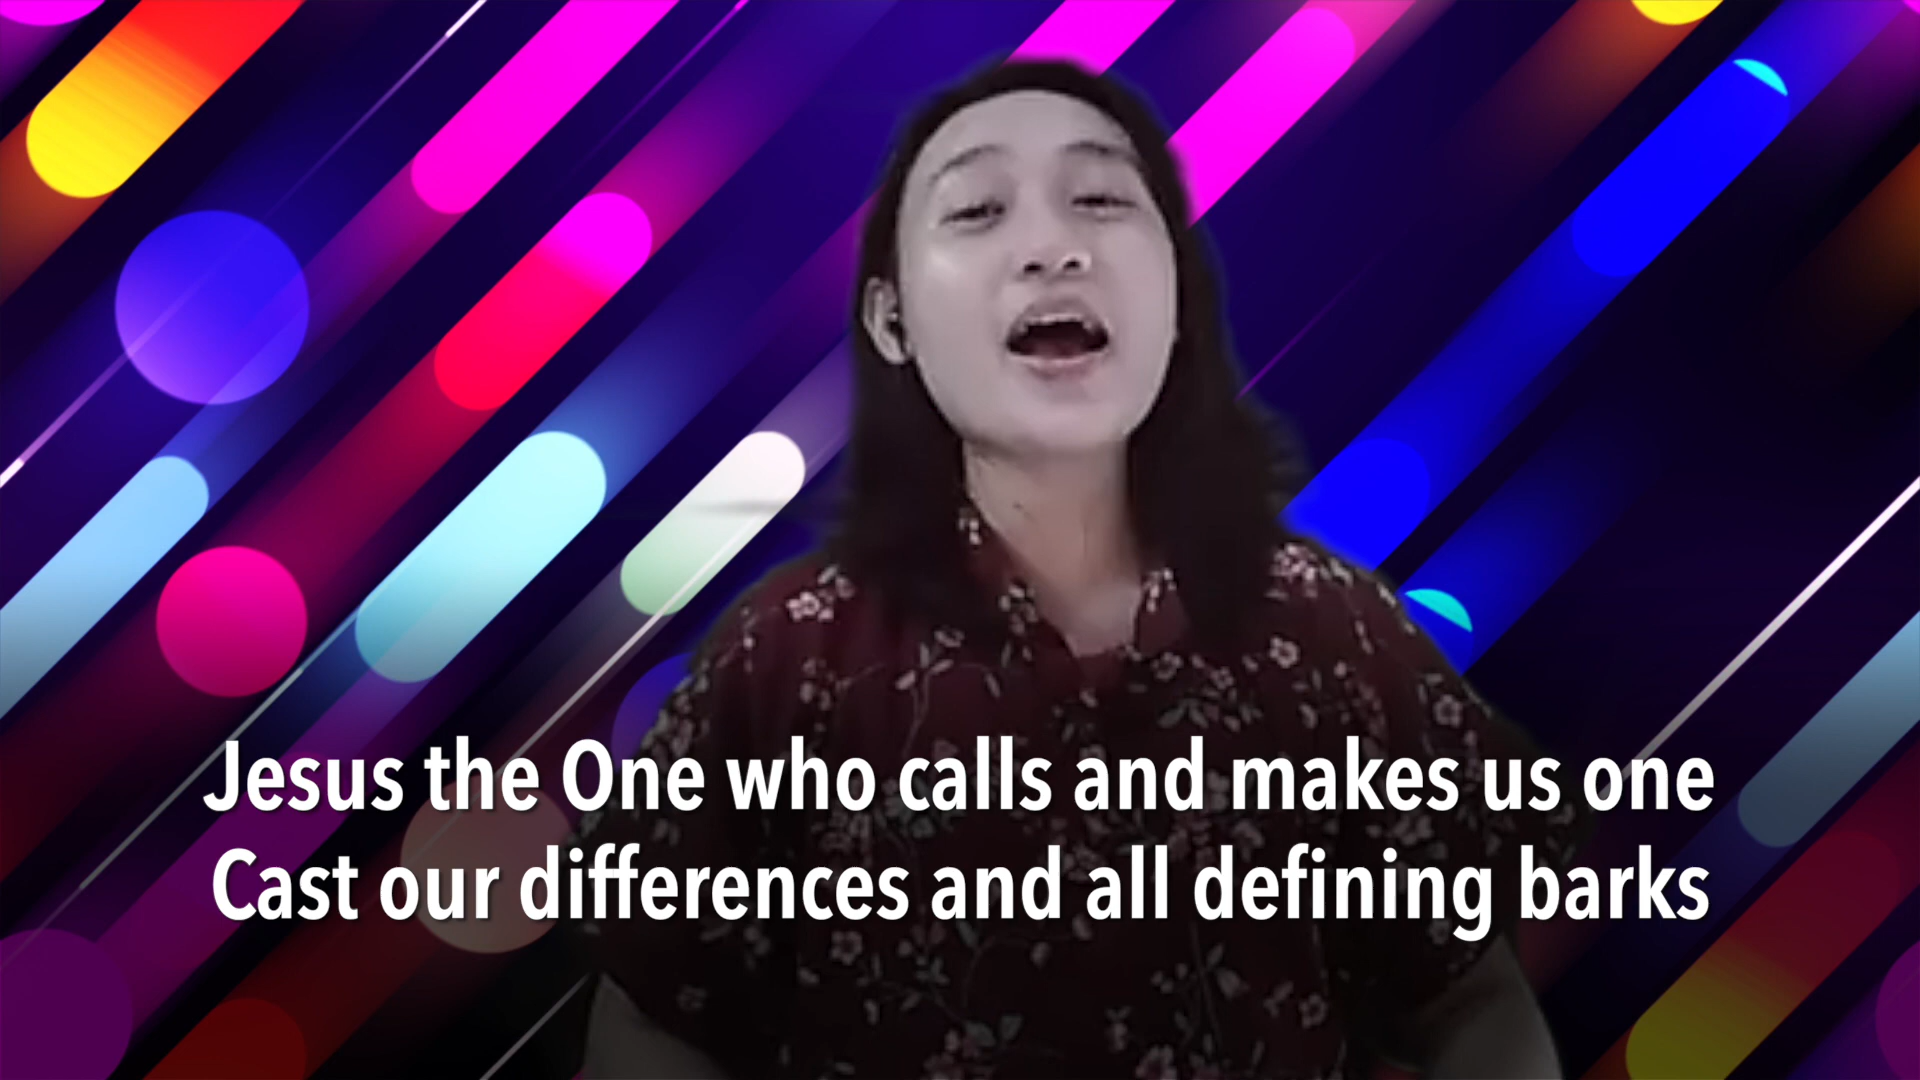 Jesus the One who calls and makes us one
Cast our differences and all defining barks